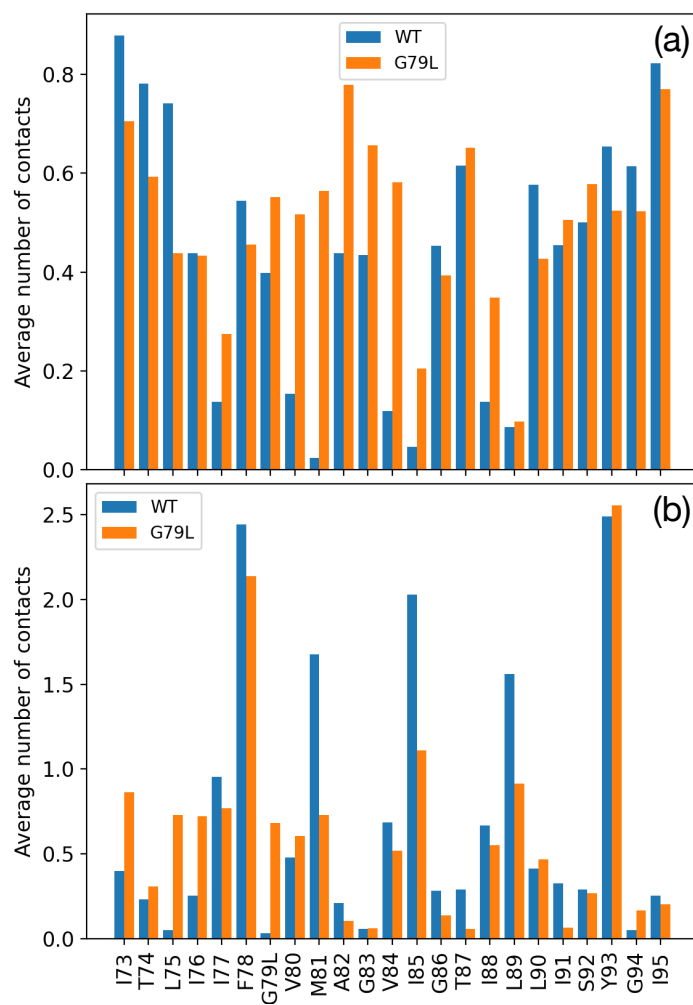 (a)
WT
G79L
Average number of contacts
0.8
0.6
0.4
0.2
0.0
(b)
WT
G79L
Average number of contacts
2.5
2.0
1.5
1.0
0.5
0.0
I73
T74
L75
I76
I77
F78
G79L
V80
M81
A82
G83
V84
I85
G86
T87
I88
L89
L90
I91
S92
Y93
G94
I95